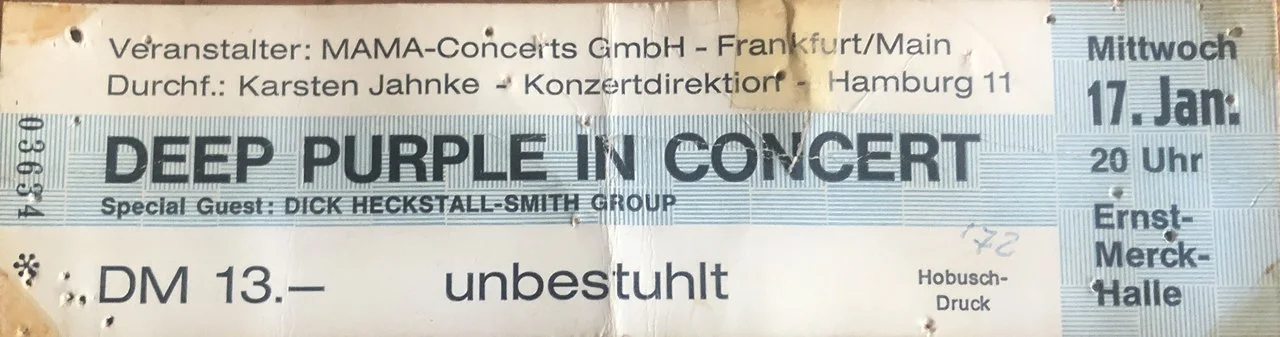 Veranstalter: MAMA-Concerts GmbH - Frankfurt/Main
Durchf.: Karsten Jahnke - Konzertdirektion - Hamburg 11
03634
DEEP PURPLE IN CONCERT
Special Guest: DICK HECKSTALL-SMITH GROUP
DM 13.—
unbestuhlt
'72
Hobusch-
Druck
Mittwoch
17. Jan.
20 Uhr
Ernst-
Merck-
Halle